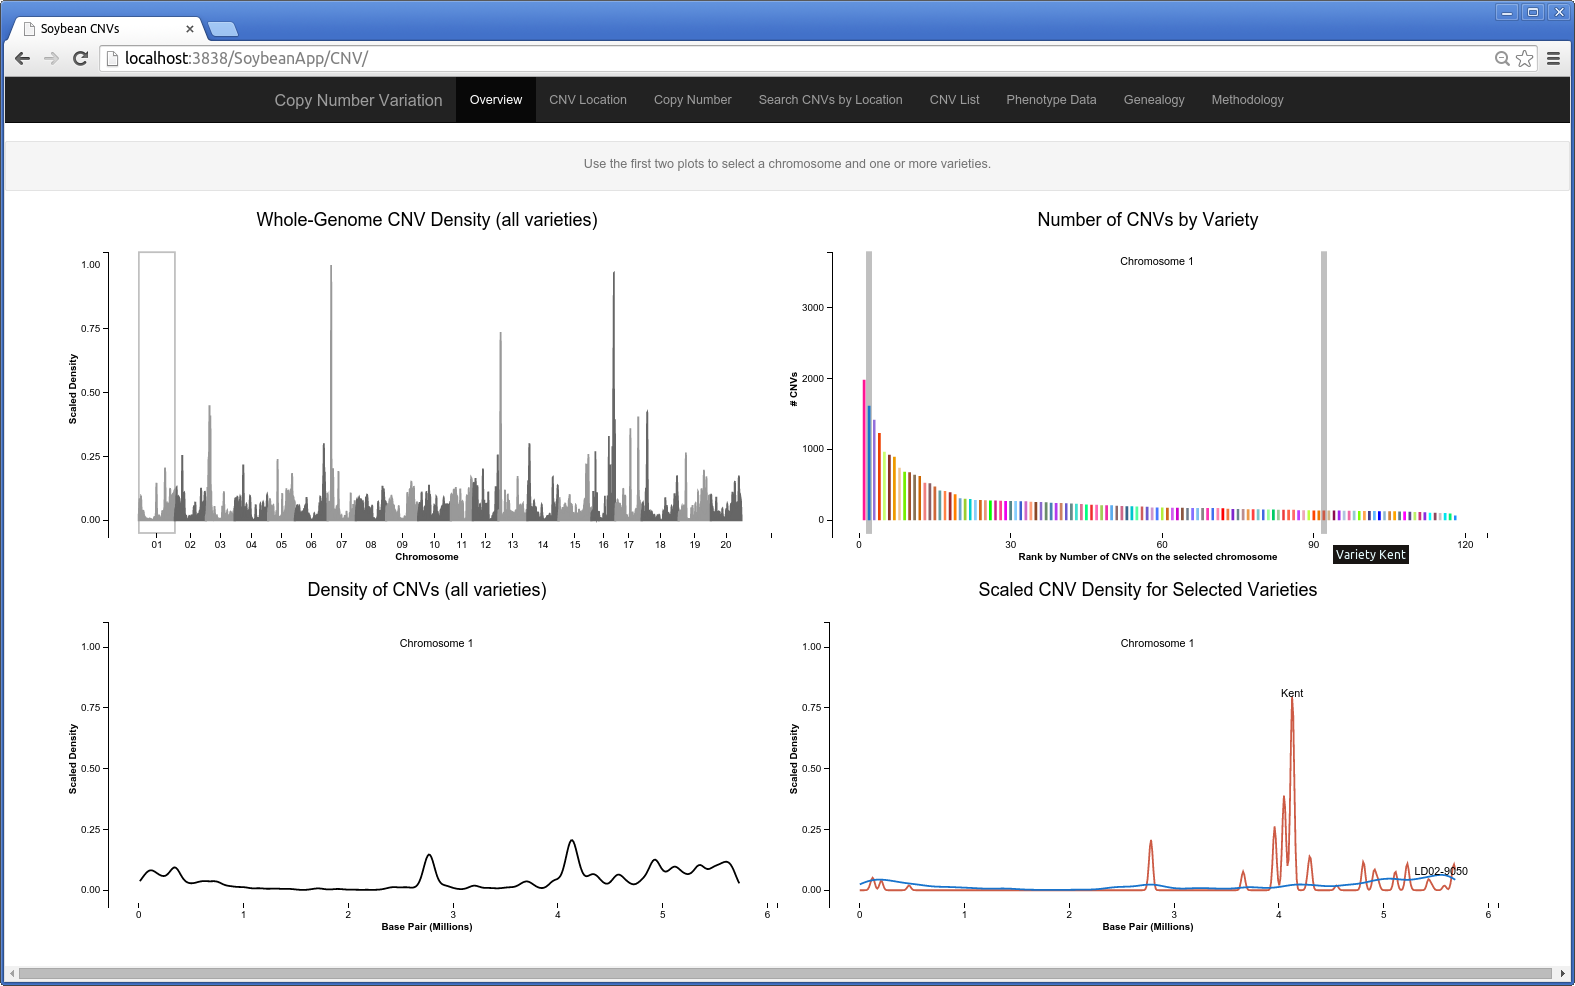 Soybean CNVs
localhost:3838/SoybeanApp/CNV/
Copy Number Variation Overview CNV Location Copy Number Search CNVs by Location CNV List Phenotype Data Genealogy Methodology
Use the first two plots to select a chromosome and one or more varieties.
Whole-Genome CNV Density (all varieties)
1.00
0.75
0.50
0.25
0.00
Scaled Density
01 02 03 04 05 06 07 08 09 10 11 12 13 14 15 16 17 18 19 20
Chromosome
Number of CNVs by Variety
Chromosome 1
3000
2000
1000
0
# CNVs
0 30 60 90 120
Rank by Number of CNVs on the selected chromosome
Variety Kent
Density of CNVs (all varieties)
Chromosome 1
1.00
0.75
0.50
0.25
0.00
Scaled Density
0 1 2 3 4 5 6
Base Pair (Millions)
Scaled CNV Density for Selected Varieties
Chromosome 1
1.00
0.75
0.50
0.25
0.00
Scaled Density
Kent
LD02-9050
0 1 2 3 4 5 6
Base Pair (Millions)